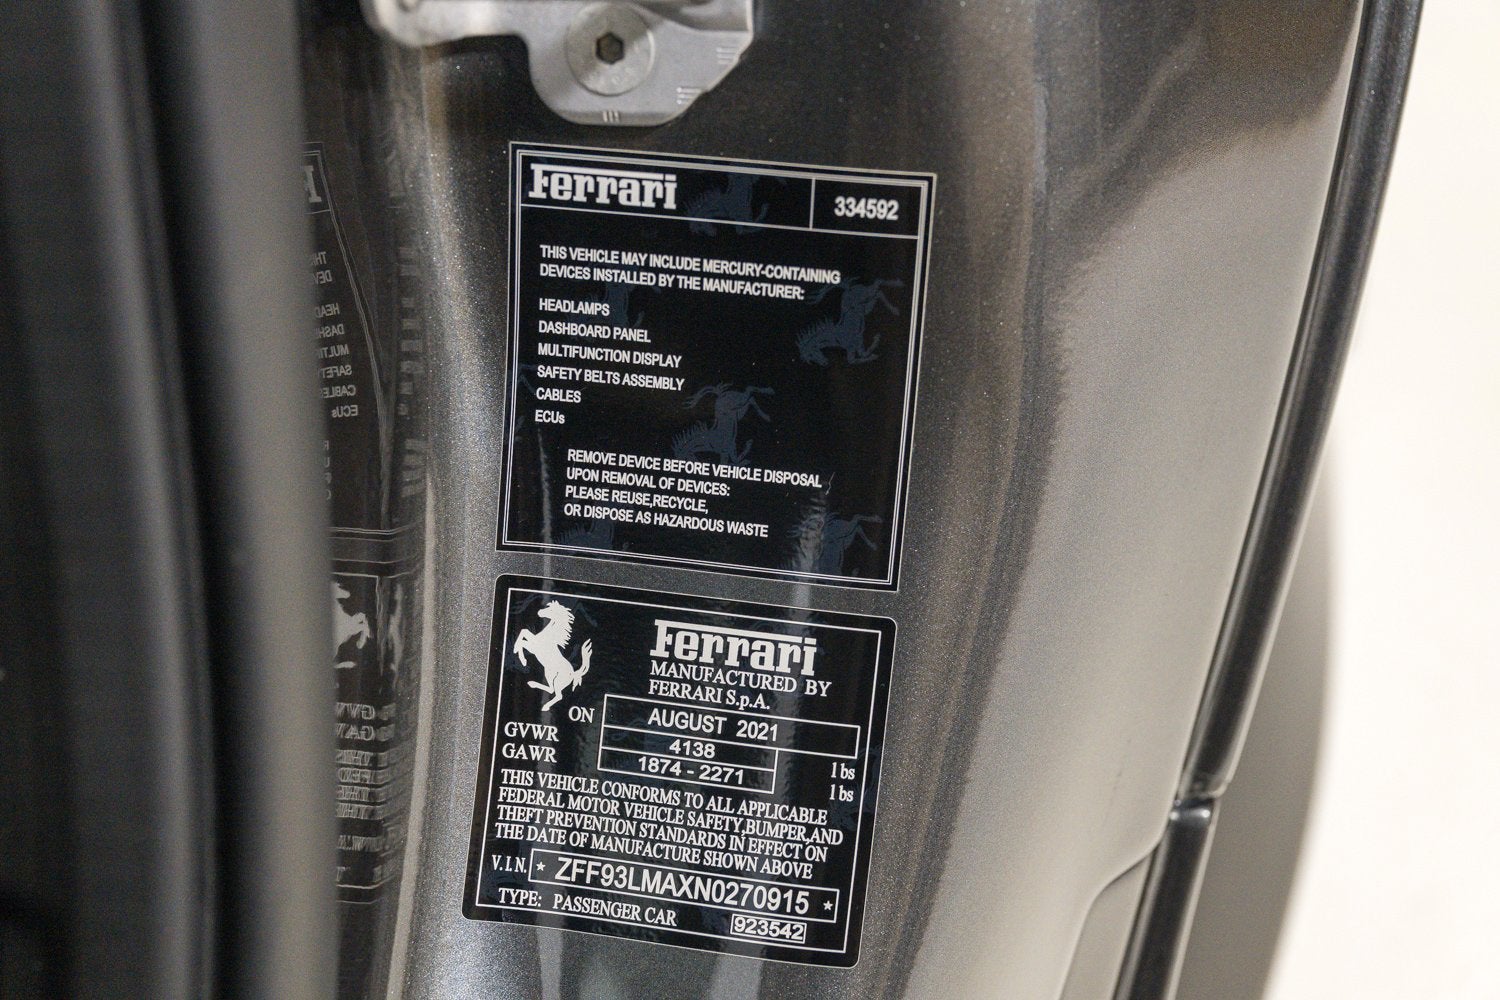 Ferrari
334592
THIS VEHICLE MAY INCLUDE MERCURY-CONTAINING
DEVICES INSTALLED BY THE MANUFACTURER:
HEADLAMPS
DASHBOARD PANEL
MULTIFUNCTION DISPLAY
SAFETY BELTS ASSEMBLY
CABLES
ECUs
REMOVE DEVICE BEFORE VEHICLE DISPOSAL
UPON REMOVAL OF DEVICES:
PLEASE REUSE,RECYCLE,
OR DISPOSE AS HAZARDOUS WASTE
Ferrari
MANUFACTURED BY
FERRARI S.p.A.
ON AUGUST 2021
GVWR 4138 lbs
GAWR 1874 - 2271 lbs
THIS VEHICLE CONFORMS TO ALL APPLICABLE
FEDERAL MOTOR VEHICLE SAFETY,BUMPER,AND
THEFT PREVENTION STANDARDS IN EFFECT ON
THE DATE OF MANUFACTURE SHOWN ABOVE
V.I.N. * ZFF93LMAXN0270915 *
TYPE: PASSENGER CAR 923542